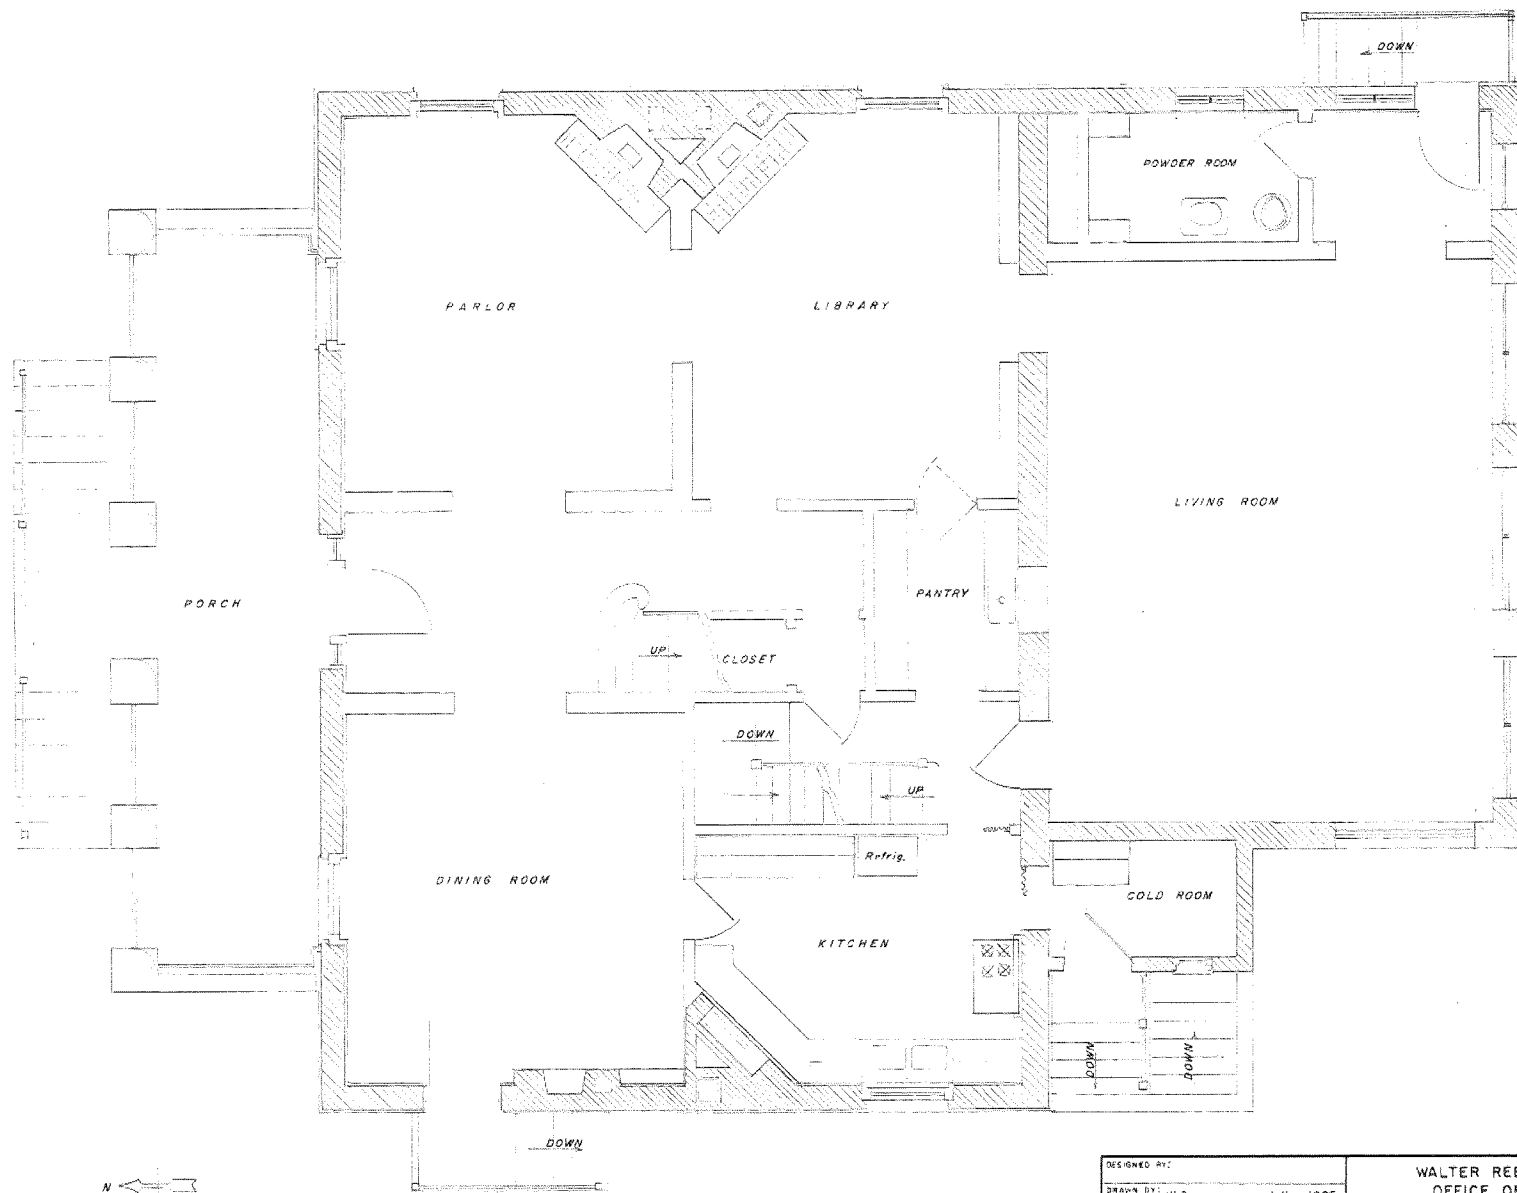 DOWN
POWDER ROOM
PARLOR
LIBRARY
LIVING ROOM
PORCH
PANTRY
UP
CLOSET
DOWN
UP
Refrig.
DINING ROOM
COLD ROOM
KITCHEN
DOWN
DOWN
DOWN
N
DESIGNED BY:
DRAWN BY:
WALTER REE
OFFICE OF